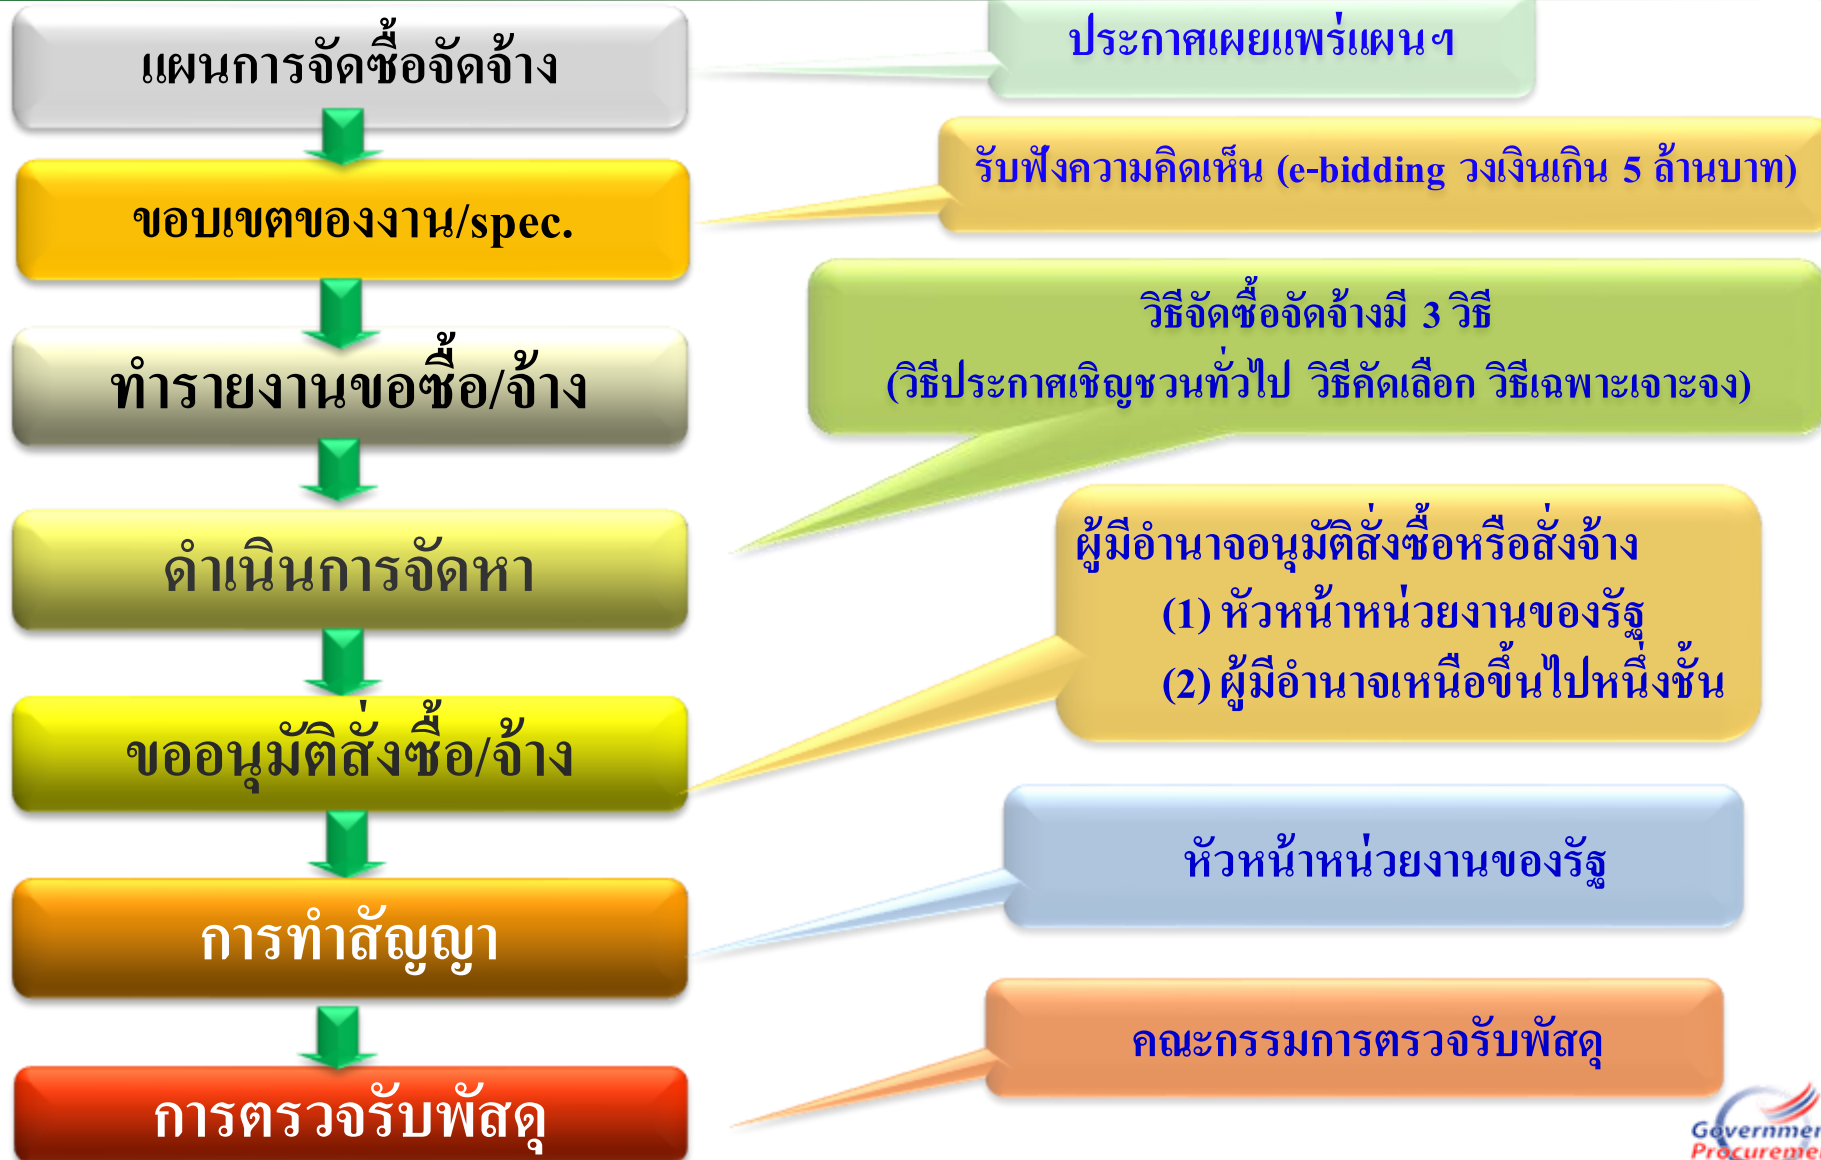 แผนการจัดซื้อจัดจ้าง
ประกาศเผยแพร่แผนฯ
ขอบเขตของงาน/spec.
รับฟังความคิดเห็น (e-bidding วงเงินเกิน 5 ล้านบาท)
ทำรายงานขอซื้อ/จ้าง
วิธีจัดซื้อจัดจ้างมี 3 วิธี
(วิธีประกาศเชิญชวนทั่วไป วิธีคัดเลือก วิธีเฉพาะเจาะจง)
ดำเนินการจัดหา
ขออนุมัติสั่งซื้อ/จ้าง
ผู้มีอำนาจอนุมัติสั่งซื้อหรือสั่งจ้าง
(1) หัวหน้าหน่วยงานของรัฐ
(2) ผู้มีอำนาจเหนือขึ้นไปหนึ่งชั้น
การทำสัญญา
หัวหน้าหน่วยงานของรัฐ
การตรวจรับพัสดุ
คณะกรรมการตรวจรับพัสดุ
Governmen
Procuremen